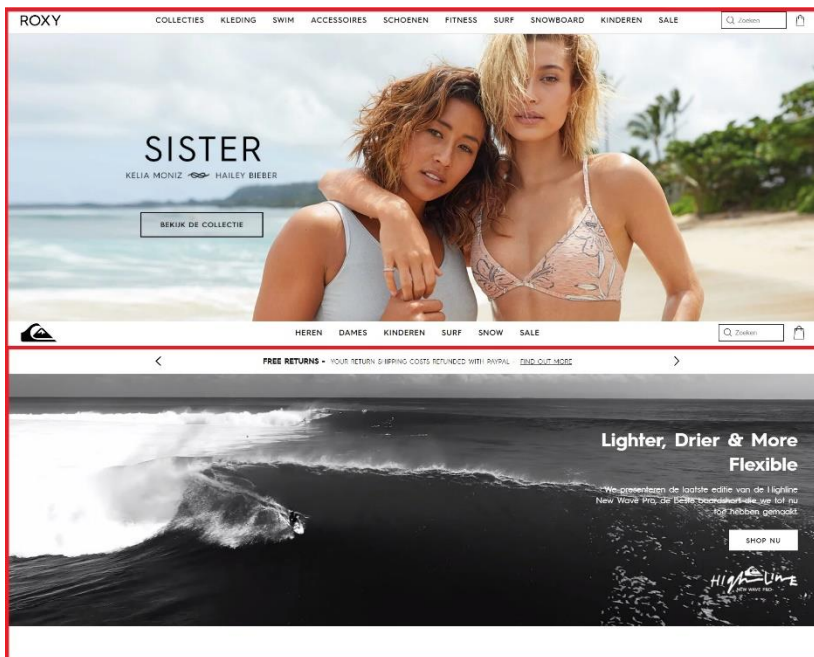 ROXY COLLECTIES KLEDING SWIM ACCESSOIRES SCHOENEN FITNESS SURF SNOWBOARD KINDEREN SALE Zoeken
SISTER
KELIA MONIZ HAILEY BIEBER
BEKIJK DE COLLECTIE
HEREN DAMES KINDEREN SURF SNOW SALE Zoeken
FREE RETURNS - YOUR RETURN SHIPPING COSTS REFUNDED WITH PAYPAL - FIND OUT MORE
Lighter, Drier & More
Flexible
We presenteren de laatste editie van de Highline
New Wave Pro, de beste boardshort die we tot nu
toe hebben gemaakt
SHOP NU
HIGHLINE
NEW WAVE PRO